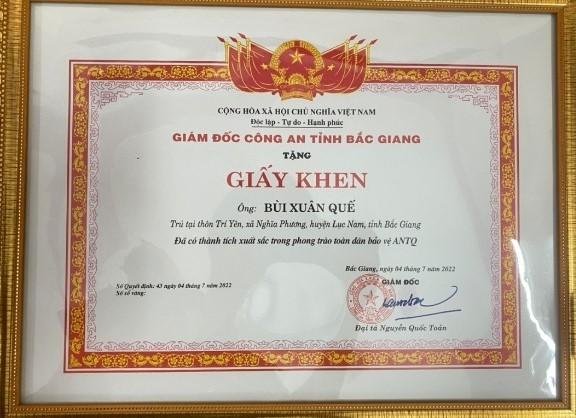 CỘNG HÒA XÃ HỘI CHỦ NGHĨA VIỆT NAM
Độc lập - Tự do - Hạnh phúc
GIÁM ĐỐC CÔNG AN TỈNH BẮC GIANG
TẶNG
GIẤY KHEN
Ông: BÙI XUÂN QUẾ
Trú tại thôn Trí Yên, xã Nghĩa Phương, huyện Lục Nam, tỉnh Bắc Giang
Đã có thành tích xuất sắc trong phong trào toàn dân bảo vệ ANTQ
Bắc Giang, ngày 04 tháng 7 năm 2022
Số Quyết định: 43 ngày 04 tháng 7 năm 2022
GIÁM ĐỐC
Số sổ vàng:
Đại tá Nguyễn Quốc Toản